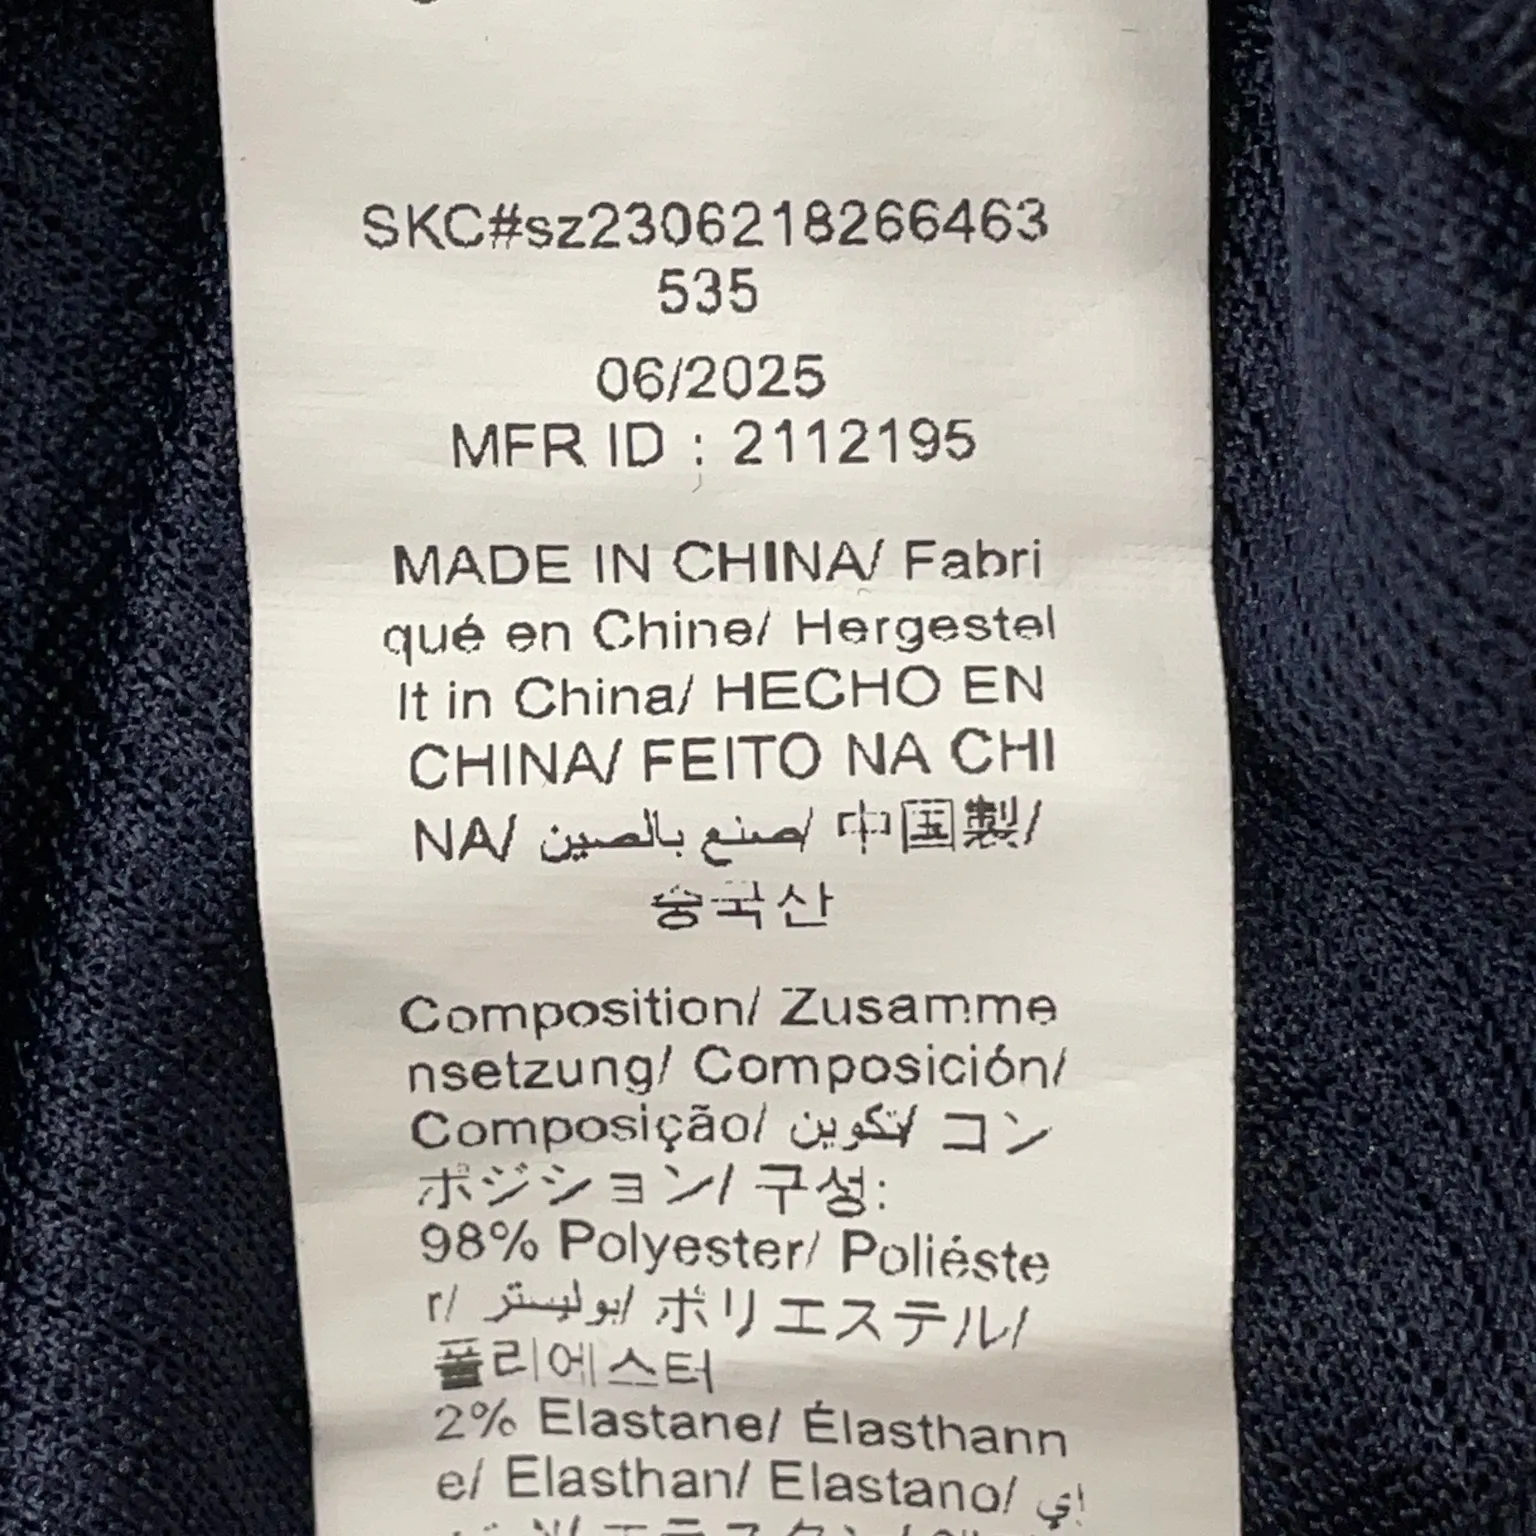 SKC#sz2306218266463
535
06/2025
MFR ID : 2112195
MADE IN CHINA/ Fabri
qué en Chine/ Hergestel
lt in China/ HECHO EN
CHINA/ FEITO NA CHI
NA/ صنع بالصين/ 中国製/
중국산
Composition/ Zusamme
nsetzung/ Composición/
Composição/ تكوين/ コン
ポジション/ 구성:
98% Polyester/ Poliéste
r/ بوليستر/ ポリエステル/
폴리에스터
2% Elastane/ Élasthann
e/ Elasthan/ Elastano/ إي